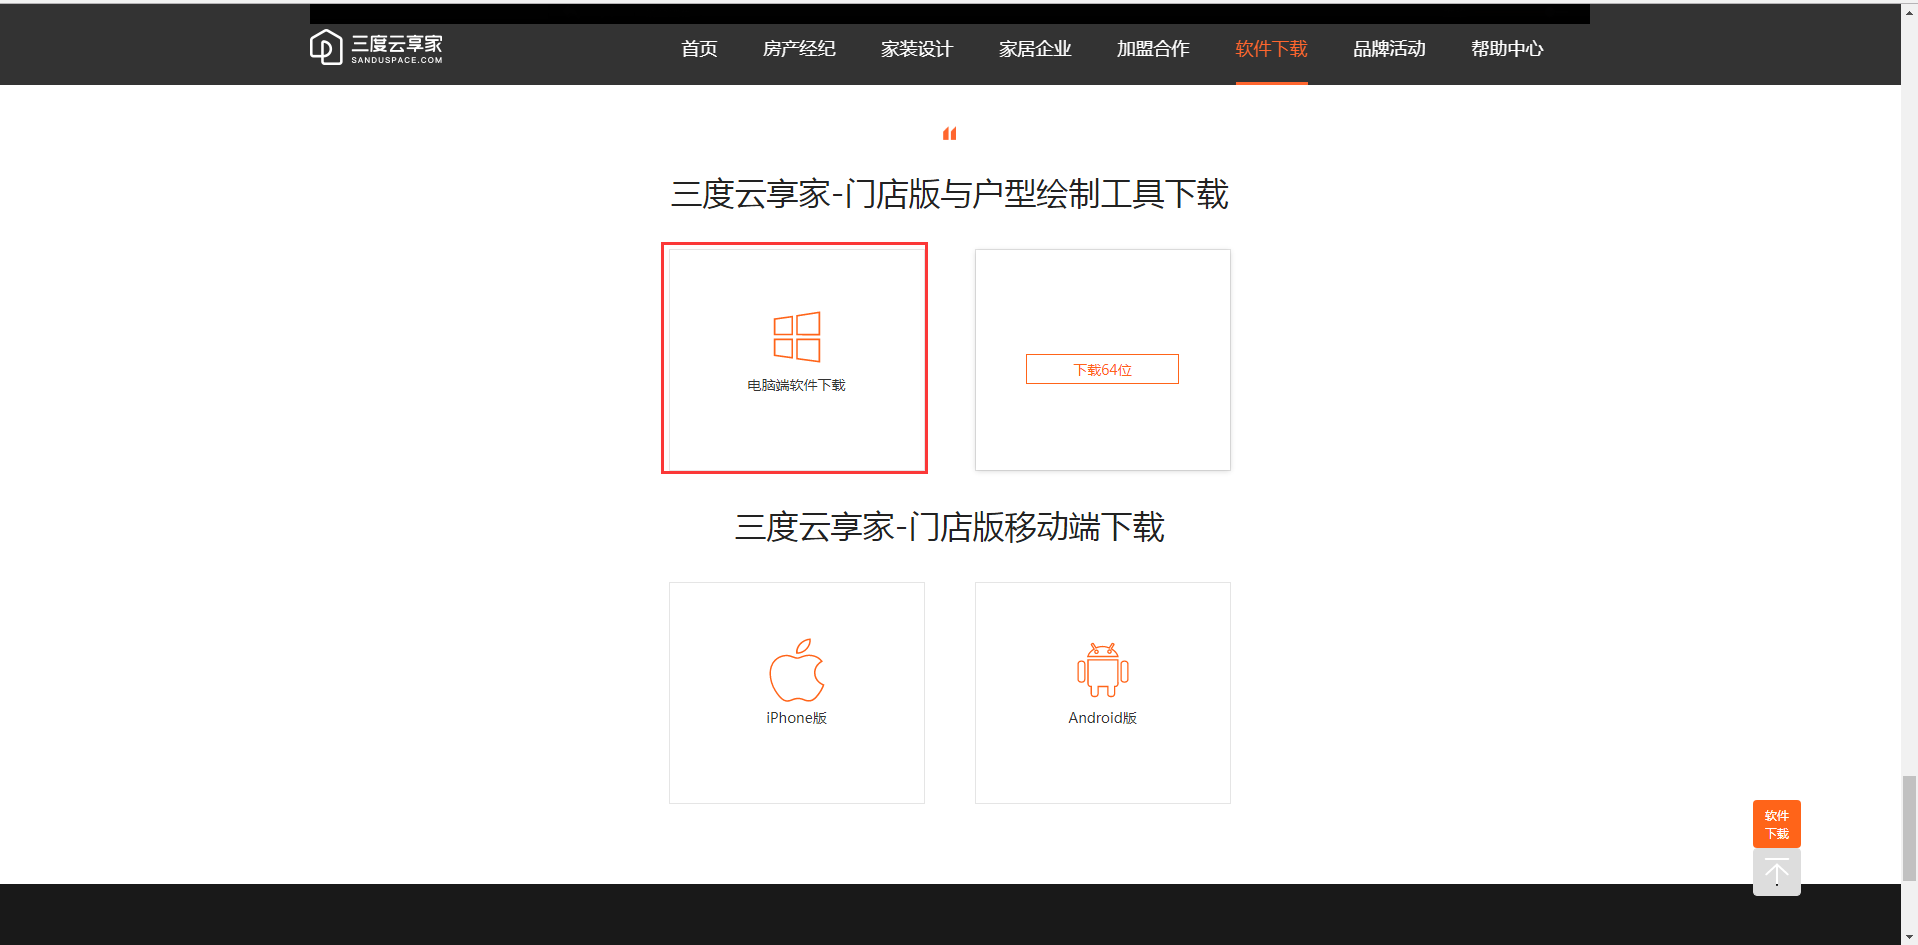 三度云享家
SANDUSPACE.COM
首页 房产经纪 家装设计 家居企业 加盟合作 软件下载 品牌活动 帮助中心
三度云享家-门店版与户型绘制工具下载
电脑端软件下载
下载64位
三度云享家-门店版移动端下载
iPhone版
Android版
软件
下载